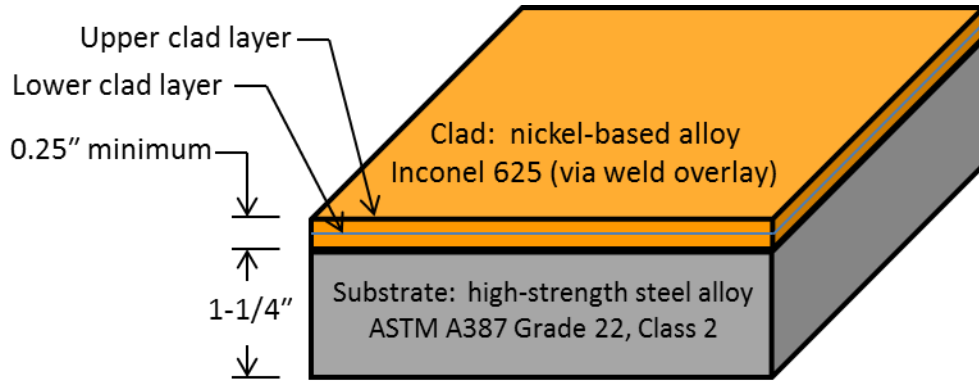 Upper clad layer
Lower clad layer
0.25” minimum
Clad: nickel-based alloy
Inconel 625 (via weld overlay)
1-1/4”
Substrate: high-strength steel alloy
ASTM A387 Grade 22, Class 2